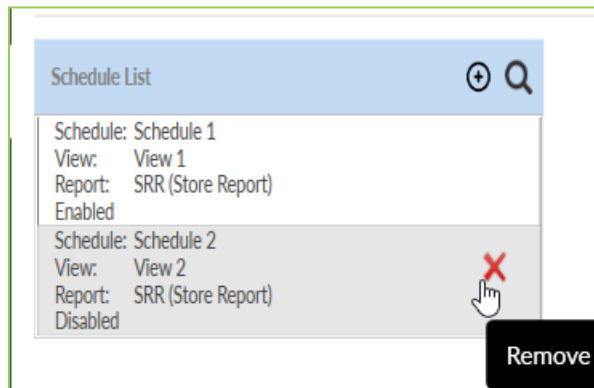 Schedule List
Schedule: Schedule 1
View: View 1
Report: SRR (Store Report)
Enabled
Schedule: Schedule 2
View: View 2
Report: SRR (Store Report)
Disabled
Remove